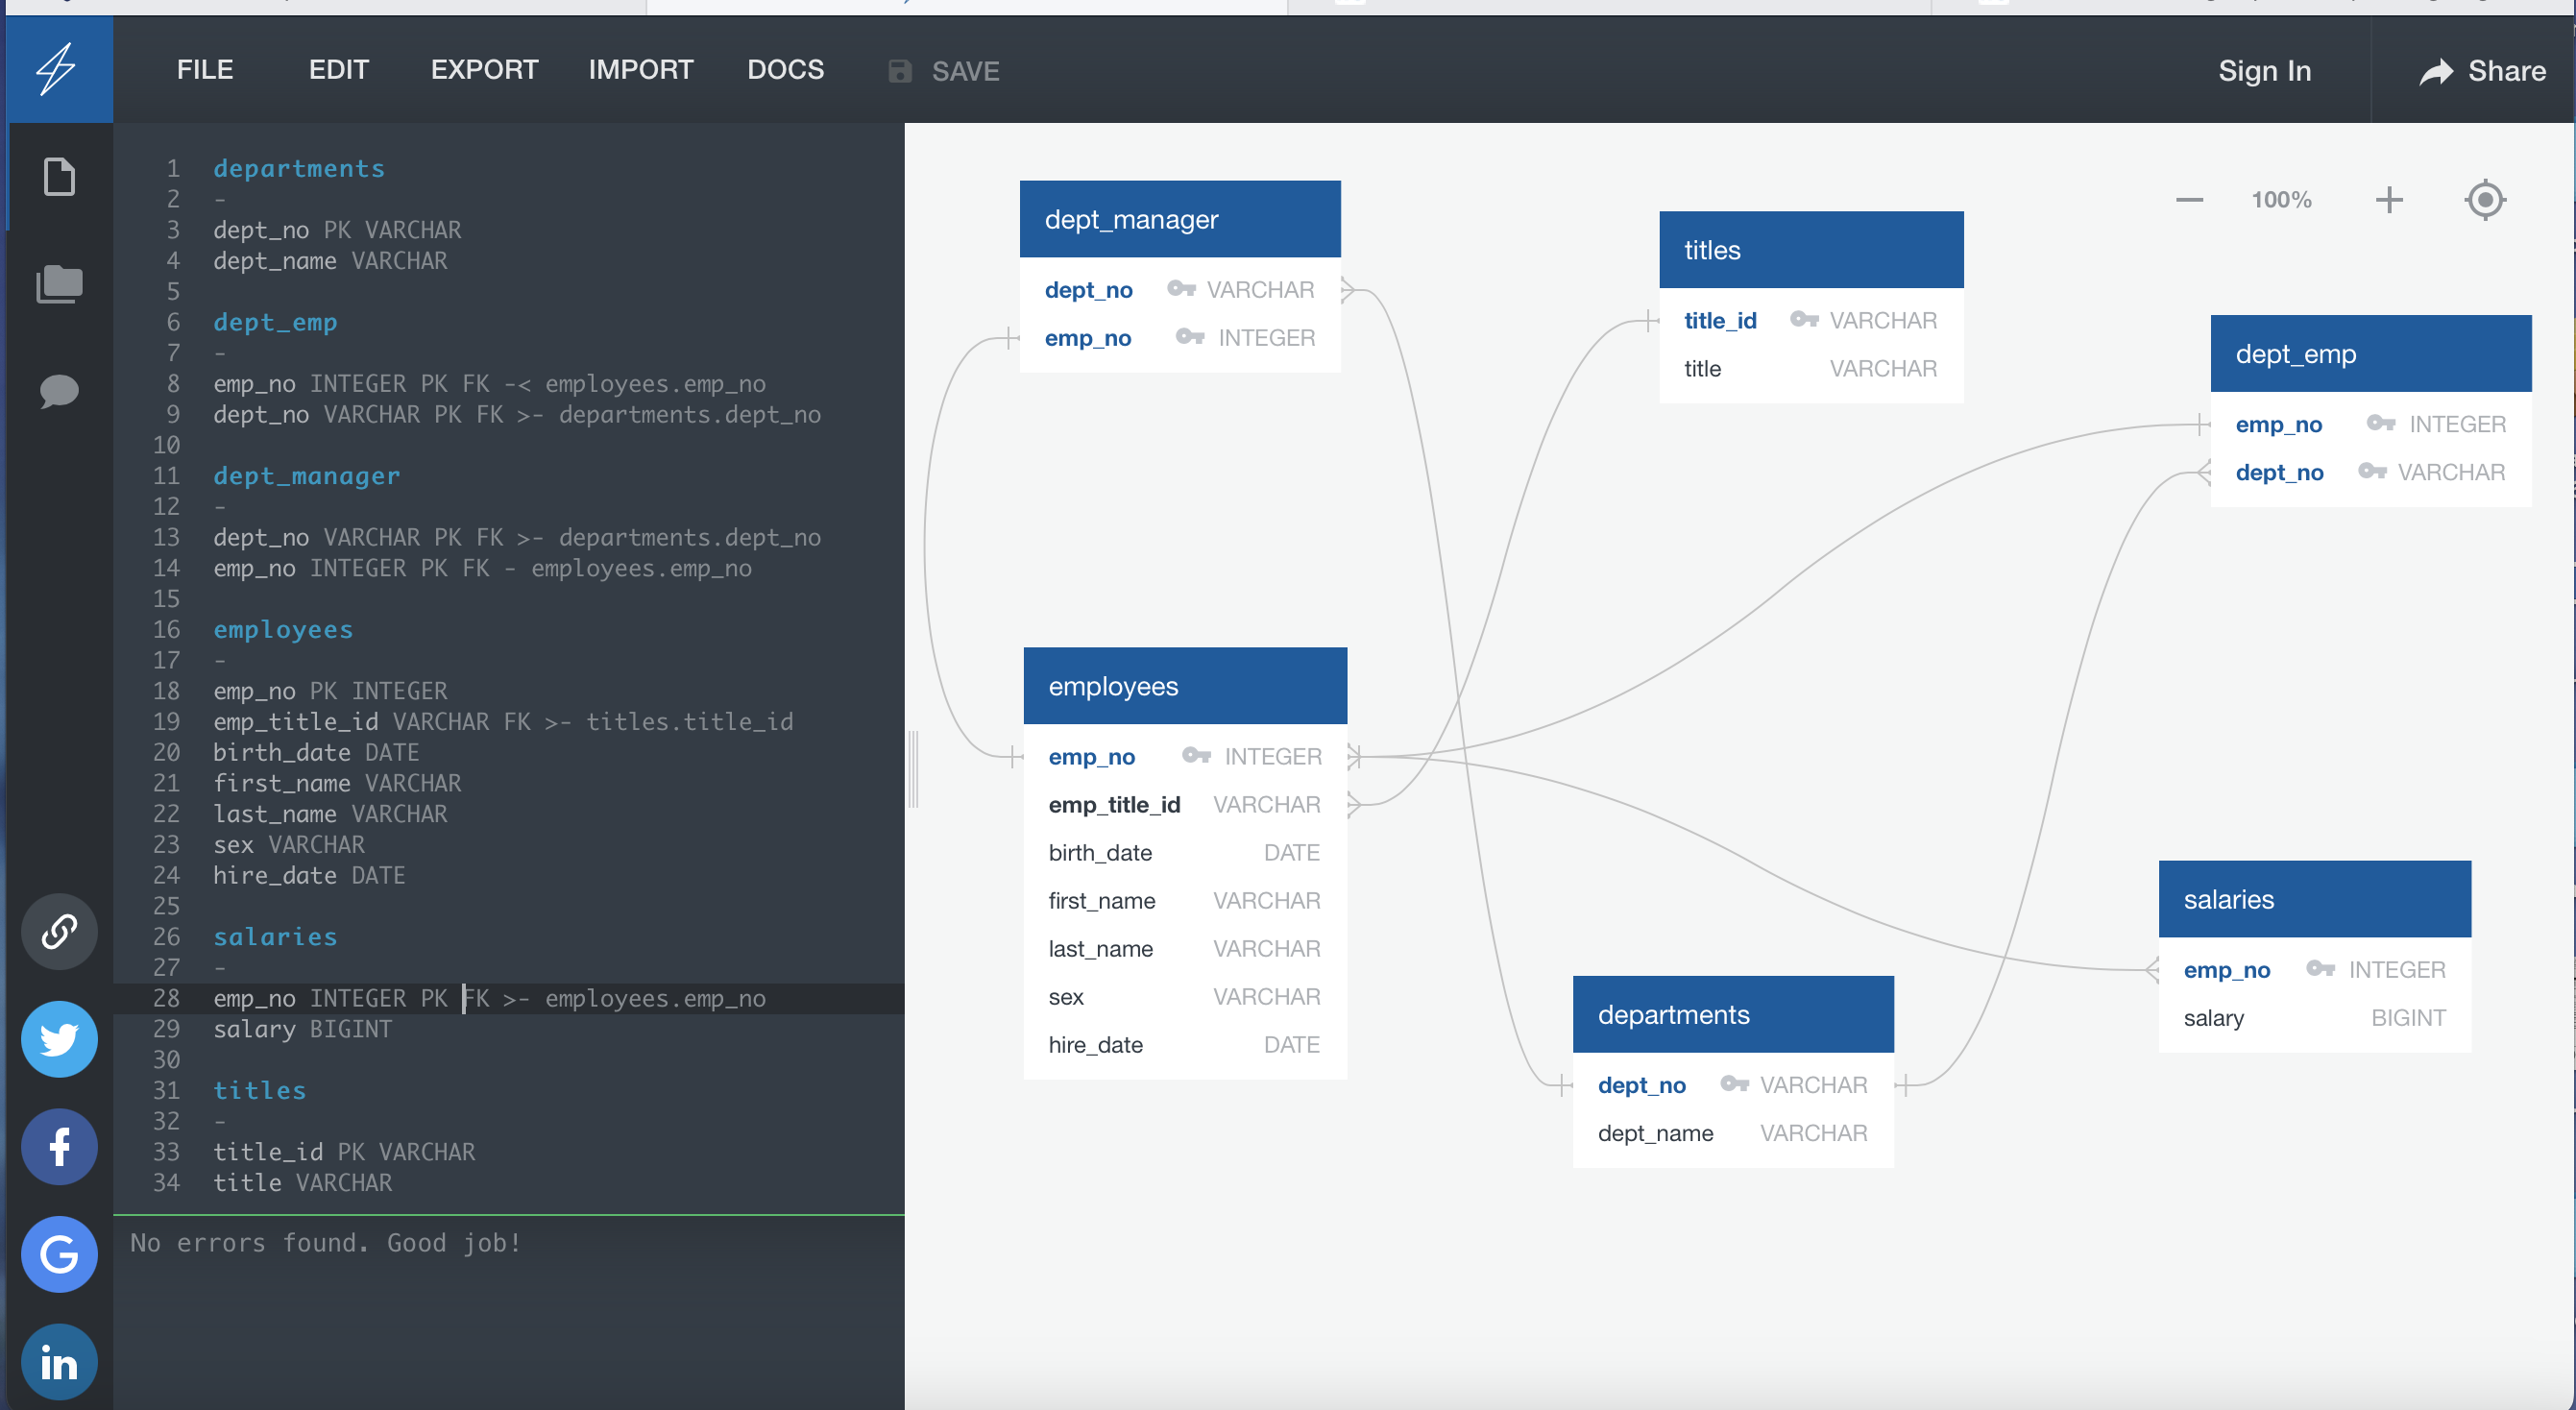 FILE EDIT EXPORT IMPORT DOCS SAVE Sign In Share
1 departments
2 -
3 dept_no PK VARCHAR
4 dept_name VARCHAR
5
6 dept_emp
7 -
8 emp_no INTEGER PK FK -< employees.emp_no
9 dept_no VARCHAR PK FK >- departments.dept_no
10
11 dept_manager
12 -
13 dept_no VARCHAR PK FK >- departments.dept_no
14 emp_no INTEGER PK FK - employees.emp_no
15
16 employees
17 -
18 emp_no PK INTEGER
19 emp_title_id VARCHAR FK >- titles.title_id
20 birth_date DATE
21 first_name VARCHAR
22 last_name VARCHAR
23 sex VARCHAR
24 hire_date DATE
25
26 salaries
27 -
28 emp_no INTEGER PK FK >- employees.emp_no
29 salary BIGINT
30
31 titles
32 -
33 title_id PK VARCHAR
34 title VARCHAR
No errors found. Good job!
100%
dept_manager
dept_no VARCHAR
emp_no INTEGER
titles
title_id VARCHAR
title VARCHAR
dept_emp
emp_no INTEGER
dept_no VARCHAR
employees
emp_no INTEGER
emp_title_id VARCHAR
birth_date DATE
first_name VARCHAR
last_name VARCHAR
sex VARCHAR
hire_date DATE
salaries
emp_no INTEGER
salary BIGINT
departments
dept_no VARCHAR
dept_name VARCHAR